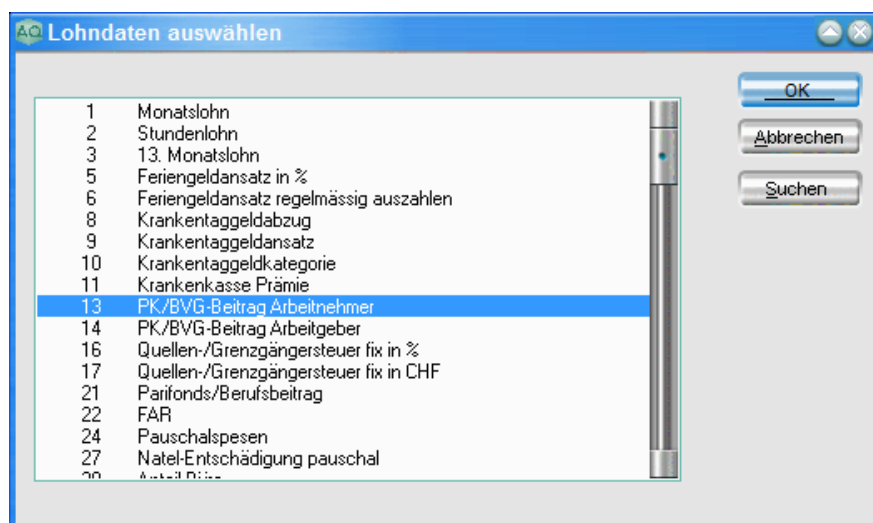 AQ Lohndaten auswählen
OK
Abbrechen
Suchen
1 Monatslohn
2 Stundenlohn
3 13. Monatslohn
5 Feriengeldansatz in %
6 Feriengeldansatz regelmässig auszahlen
8 Krankentaggeldabzug
9 Krankentaggeldansatz
10 Krankentaggeldkategorie
11 Krankenkasse Prämie
13 PK/BVG-Beitrag Arbeitnehmer
14 PK/BVG-Beitrag Arbeitgeber
16 Quellen-/Grenzgängersteuer fix in %
17 Quellen-/Grenzgängersteuer fix in CHF
21 Parifonds/Berufsbeitrag
22 FAR
24 Pauschalspesen
27 Natel-Entschädigung pauschal